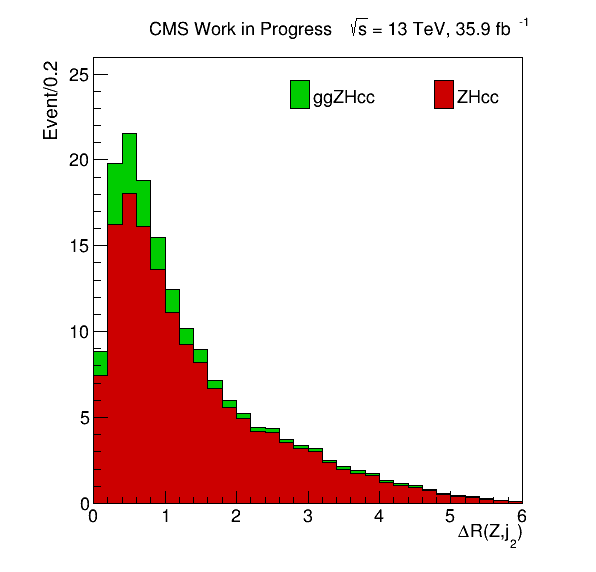 CMS Work in Progress √s = 13 TeV, 35.9 fb⁻¹
Event/0.2
25
20
15
10
5
0
ggZHcc ZHcc
0 1 2 3 4 5 6
ΔR(Z,j₂)